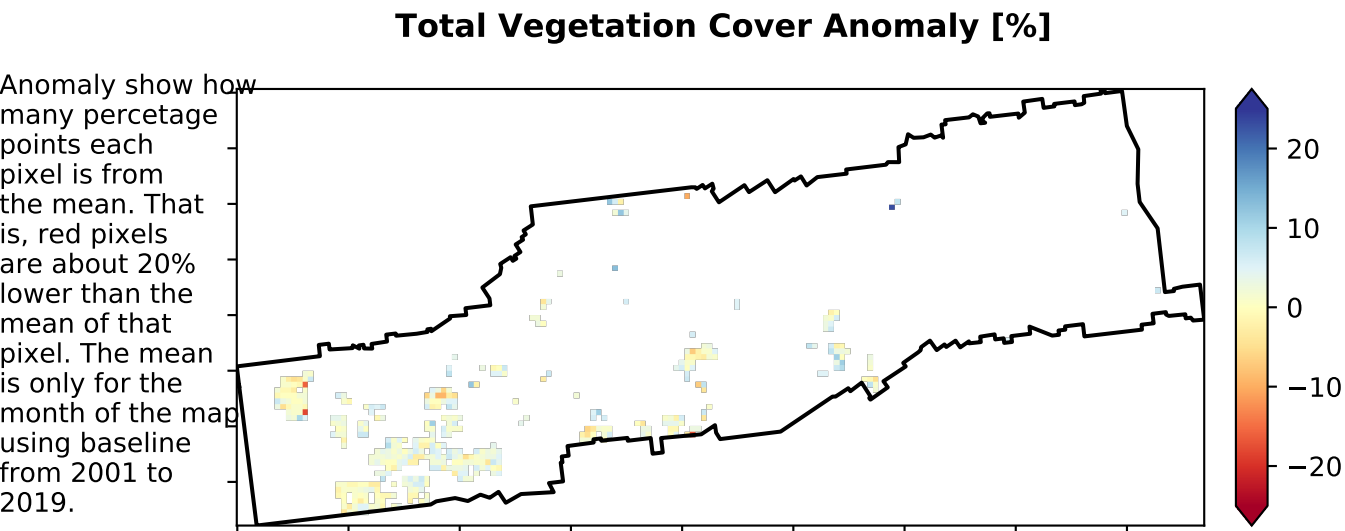 Total Vegetation Cover Anomaly [%]
Anomaly show how
many percetage
points each
pixel is from
the mean. That
is, red pixels
are about 20%
lower than the
mean of that
pixel. The mean
is only for the
month of the map
using baseline
from 2001 to
2019.
20
10
0
−10
−20